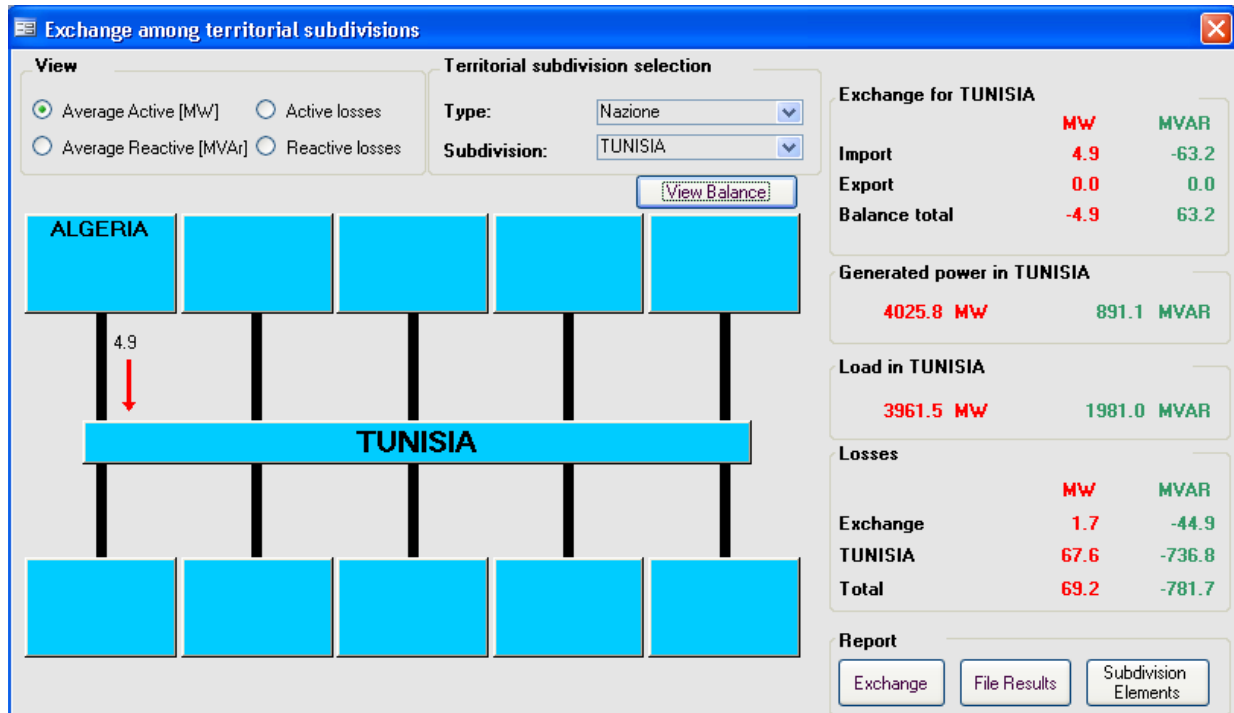 Exchange among territorial subdivisions
View
Average Active [MW] Active losses
Average Reactive [MVAr] Reactive losses
Territorial subdivision selection
Type: Nazione
Subdivision: TUNISIA
View Balance
ALGERIA
4.9
TUNISIA
Exchange for TUNISIA
MW MVAR
Import 4.9 -63.2
Export 0.0 0.0
Balance total -4.9 63.2
Generated power in TUNISIA
4025.8 MW 891.1 MVAR
Load in TUNISIA
3961.5 MW 1981.0 MVAR
Losses
MW MVAR
Exchange 1.7 -44.9
TUNISIA 67.6 -736.8
Total 69.2 -781.7
Report
Exchange
File Results
Subdivision
Elements